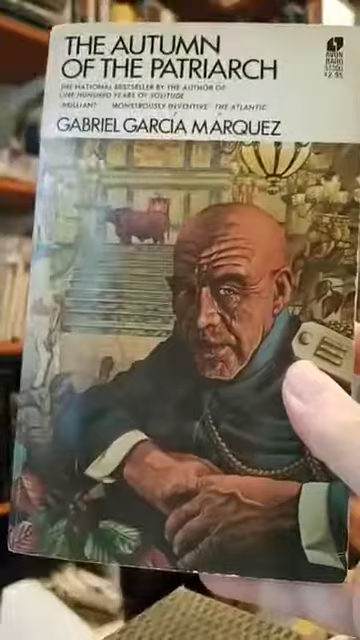 THE AUTUMN
OF THE PATRIARCH
THE NATIONAL BESTSELLER BY THE AUTHOR OF
ONE HUNDRED YEARS OF SOLITUDE
"BRILLIANT... MONSTROUSLY INVENTIVE" THE ATLANTIC
GABRIEL GARCÍA MÁRQUEZ
AVON
BARD
$2.95